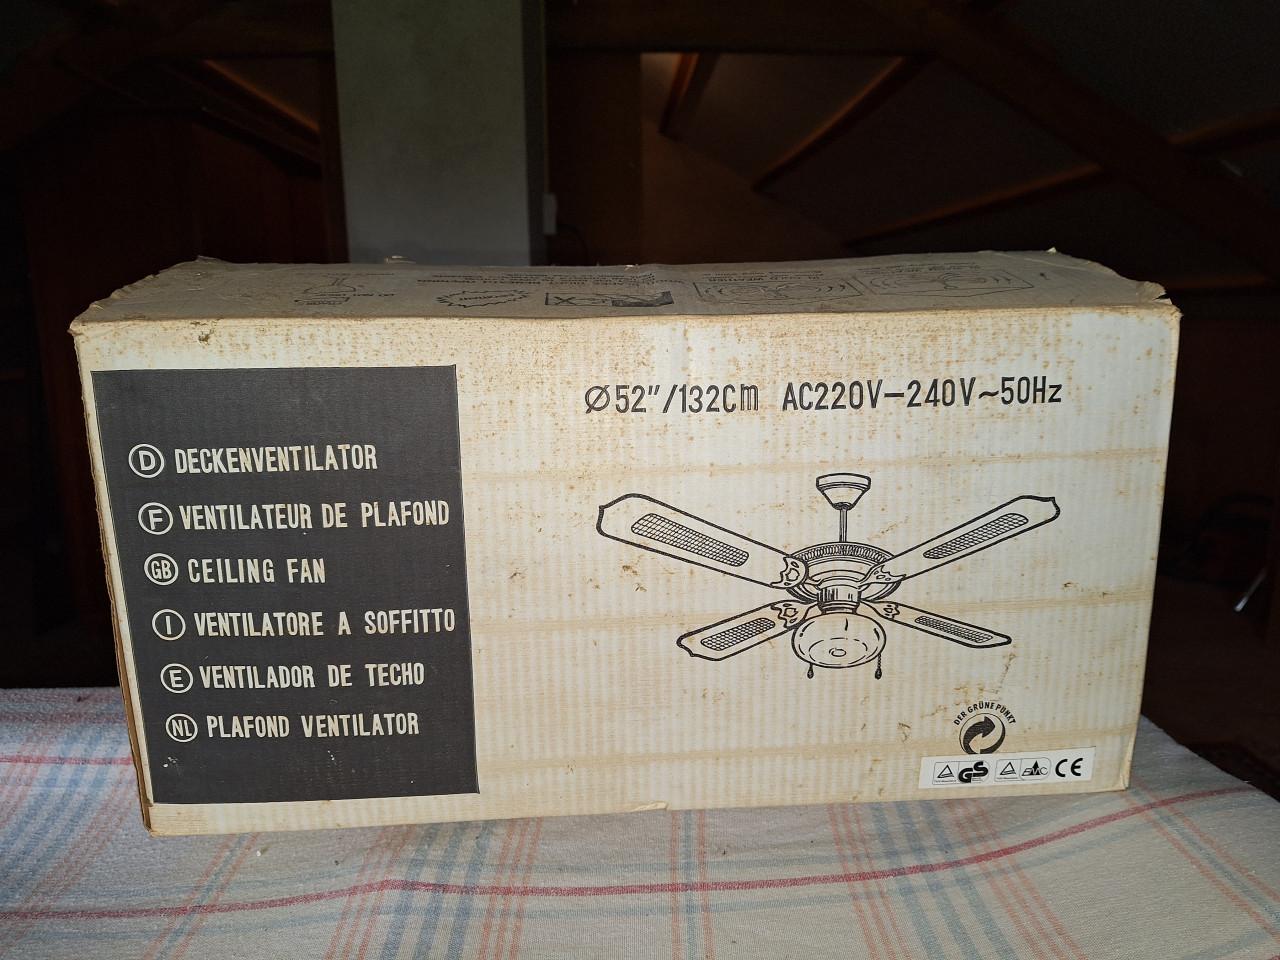 Ø52"/132Cm AC220V-240V~50Hz
D DECKENVENTILATOR
F VENTILATEUR DE PLAFOND
GB CEILING FAN
I VENTILATORE A SOFFITTO
E VENTILADOR DE TECHO
NL PLAFOND VENTILATOR
DER GRÜNE PUNKT
GS EMC CE